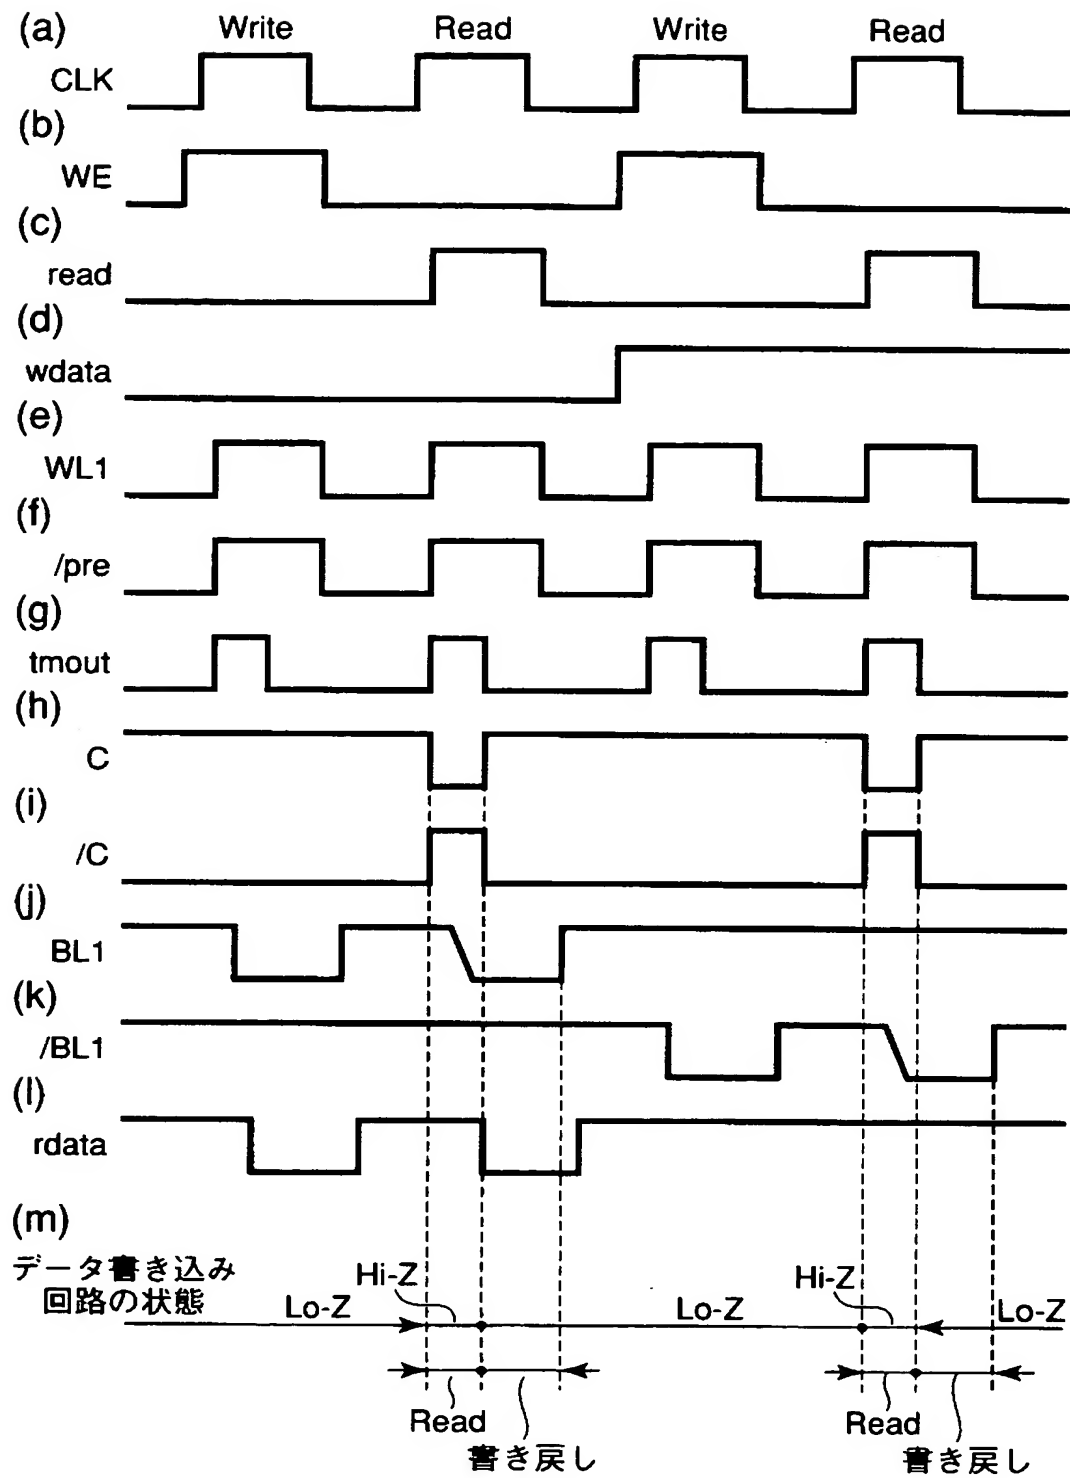 (a)
Write Read Write Read
CLK
(b)
WE
(c)
read
(d)
wdata
(e)
WL1
(f)
/pre
(g)
tmout
(h)
C
(i)
/C
(j)
BL1
(k)
/BL1
(l)
rdata
(m)
データ書き込み
回路の状態
Hi-Z Hi-Z
Lo-Z Lo-Z Lo-Z
Read Read
書き戻し 書き戻し